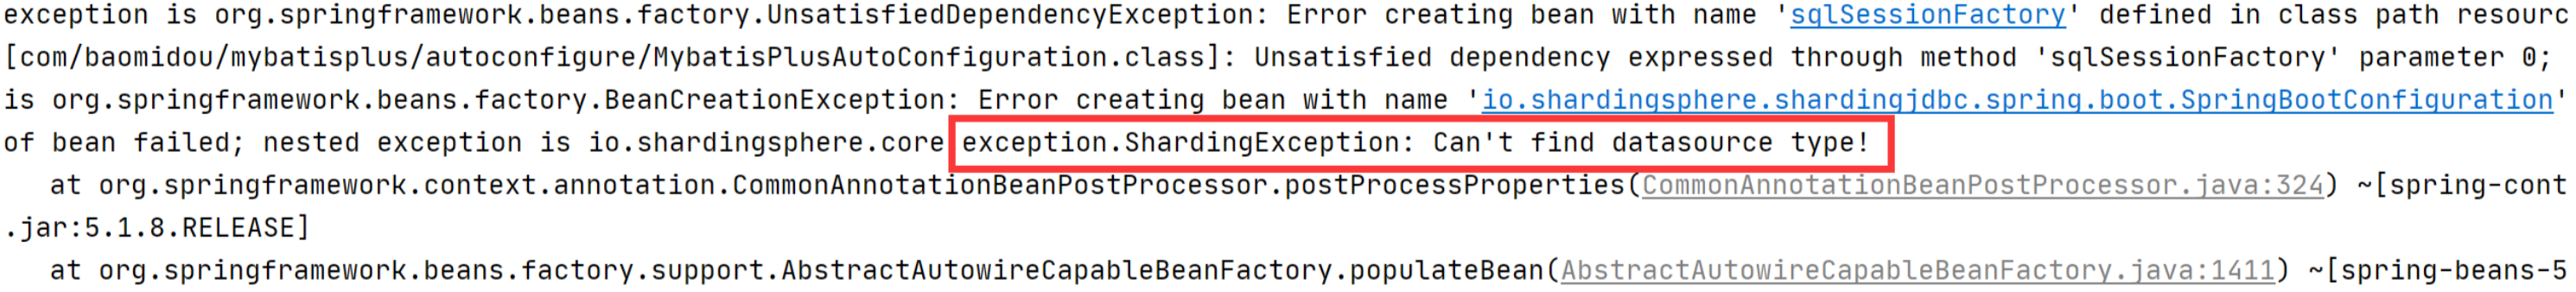 exception is org.springframework.beans.factory.UnsatisfiedDependencyException: Error creating bean with name 'sqlSessionFactory' defined in class path resourc
[com/baomidou/mybatisplus/autoconfigure/MybatisPlusAutoConfiguration.class]: Unsatisfied dependency expressed through method 'sqlSessionFactory' parameter 0;
is org.springframework.beans.factory.BeanCreationException: Error creating bean with name 'io.shardingsphere.shardingjdbc.spring.boot.SpringBootConfiguration'
of bean failed; nested exception is io.shardingsphere.core exception.ShardingException: Can't find datasource type!
at org.springframework.context.annotation.CommonAnnotationBeanPostProcessor.postProcessProperties(CommonAnnotationBeanPostProcessor.java:324) ~[spring-cont
.jar:5.1.8.RELEASE]
at org.springframework.beans.factory.support.AbstractAutowireCapableBeanFactory.populateBean(AbstractAutowireCapableBeanFactory.java:1411) ~[spring-beans-5